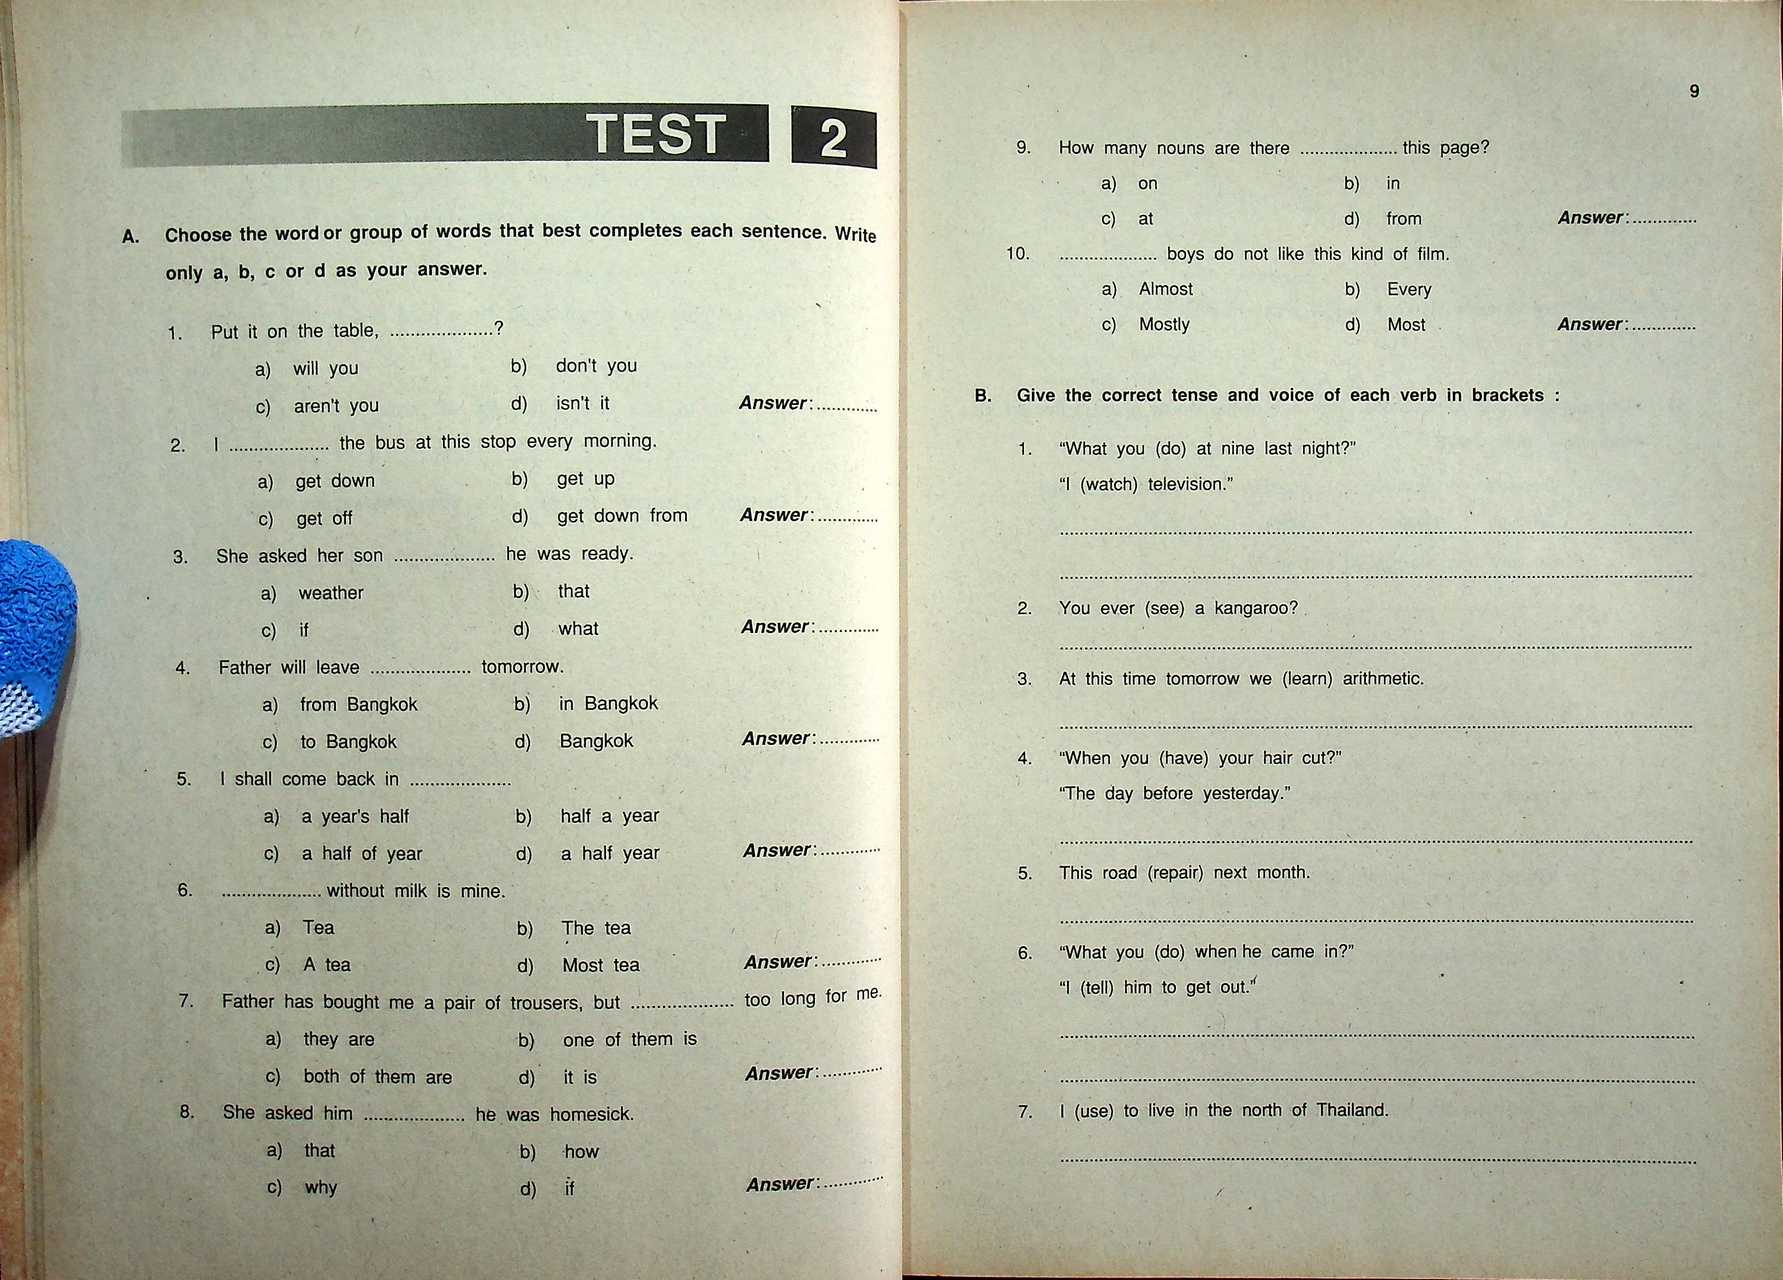 TEST 2
A. Choose the word or group of words that best completes each sentence. Write
only a, b, c or d as your answer.
1. Put it on the table, ....................?
a) will you b) don't you
c) aren't you d) isn't it Answer:............
2. I .................... the bus at this stop every morning.
a) get down b) get up
c) get off d) get down from Answer:............
3. She asked her son .................... he was ready.
a) weather b) that
c) if d) what Answer:............
4. Father will leave .................... tomorrow.
a) from Bangkok b) in Bangkok
c) to Bangkok d) Bangkok Answer:............
5. I shall come back in ....................
a) a year's half b) half a year
c) a half of year d) a half year Answer:............
6. .................... without milk is mine.
a) Tea b) The tea
c) A tea d) Most tea Answer:............
7. Father has bought me a pair of trousers, but .................... too long for me.
a) they are b) one of them is
c) both of them are d) it is Answer:............
8. She asked him .................... he was homesick.
a) that b) how
c) why d) if Answer:............
9
9. How many nouns are there .................... this page?
a) on b) in
c) at d) from Answer:.............
10. .................... boys do not like this kind of film.
a) Almost b) Every
c) Mostly d) Most Answer:.............
B. Give the correct tense and voice of each verb in brackets :
1. “What you (do) at nine last night?”
“I (watch) television.”
2. You ever (see) a kangaroo?
3. At this time tomorrow we (learn) arithmetic.
4. “When you (have) your hair cut?”
“The day before yesterday.”
5. This road (repair) next month.
6. “What you (do) when he came in?”
“I (tell) him to get out.”
7. I (use) to live in the north of Thailand.